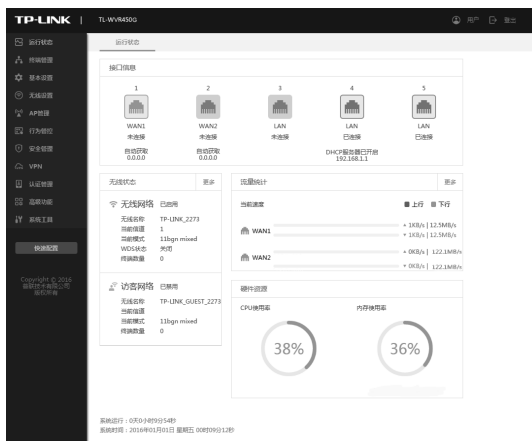 TP-LINK | TL-WVR450G 用户 登出
运行状态
终端管理
基本设置
无线设置
AP管理
行为管控
安全管理
VPN
认证管理
高级功能
系统工具
快速配置
Copyright © 2016
普联技术有限公司
版权所有
运行状态
接口信息
1 2 3 4 5
WAN1 WAN2 LAN LAN LAN
未连接 未连接 未连接 已连接 已连接
自动获取 自动获取 DHCP服务器已开启
0.0.0.0 0.0.0.0 192.168.1.1
无线状态 更多
无线网络 已启用
无线名称 TP-LINK_2273
当前信道 1
当前模式 11bgn mixed
WDS状态 关闭
终端数量 0
访客网络 已禁用
无线名称 TP-LINK_GUEST_2273
当前信道
当前模式 11bgn mixed
终端数量 0
流量统计 更多
当前速度 上行 下行
WAN1
1KB/s | 12.5MB/s
1KB/s | 12.5MB/s
WAN2
0KB/s | 122.1MB/s
0KB/s | 122.1MB/s
硬件资源
CPU使用率 内存使用率
38% 36%
系统运行：0天0小时9分54秒
系统时间：2016年01月01日 星期五 00时09分12秒